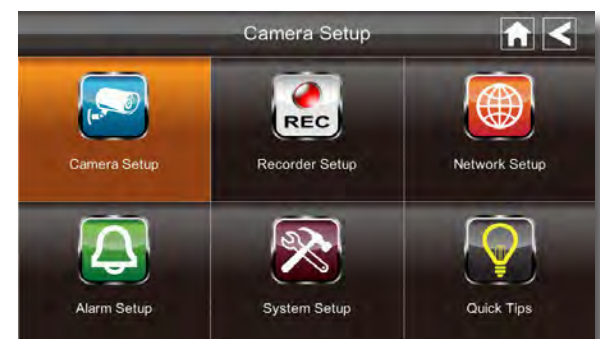 Camera Setup
REC
Camera Setup
Recorder Setup
Network Setup
Alarm Setup
System Setup
Quick Tips